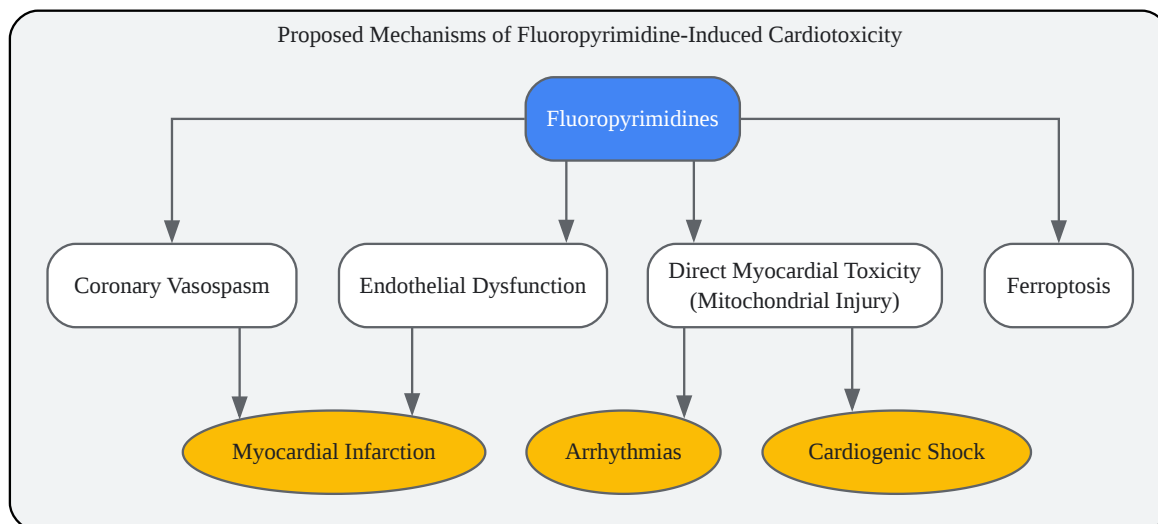 Proposed Mechanisms of Fluoropyrimidine-Induced Cardiotoxicity
Fluoropyrimidines
Coronary Vasospasm
Endothelial Dysfunction
Direct Myocardial Toxicity
(Mitochondrial Injury)
Ferroptosis
Myocardial Infarction
Arrhythmias
Cardiogenic Shock